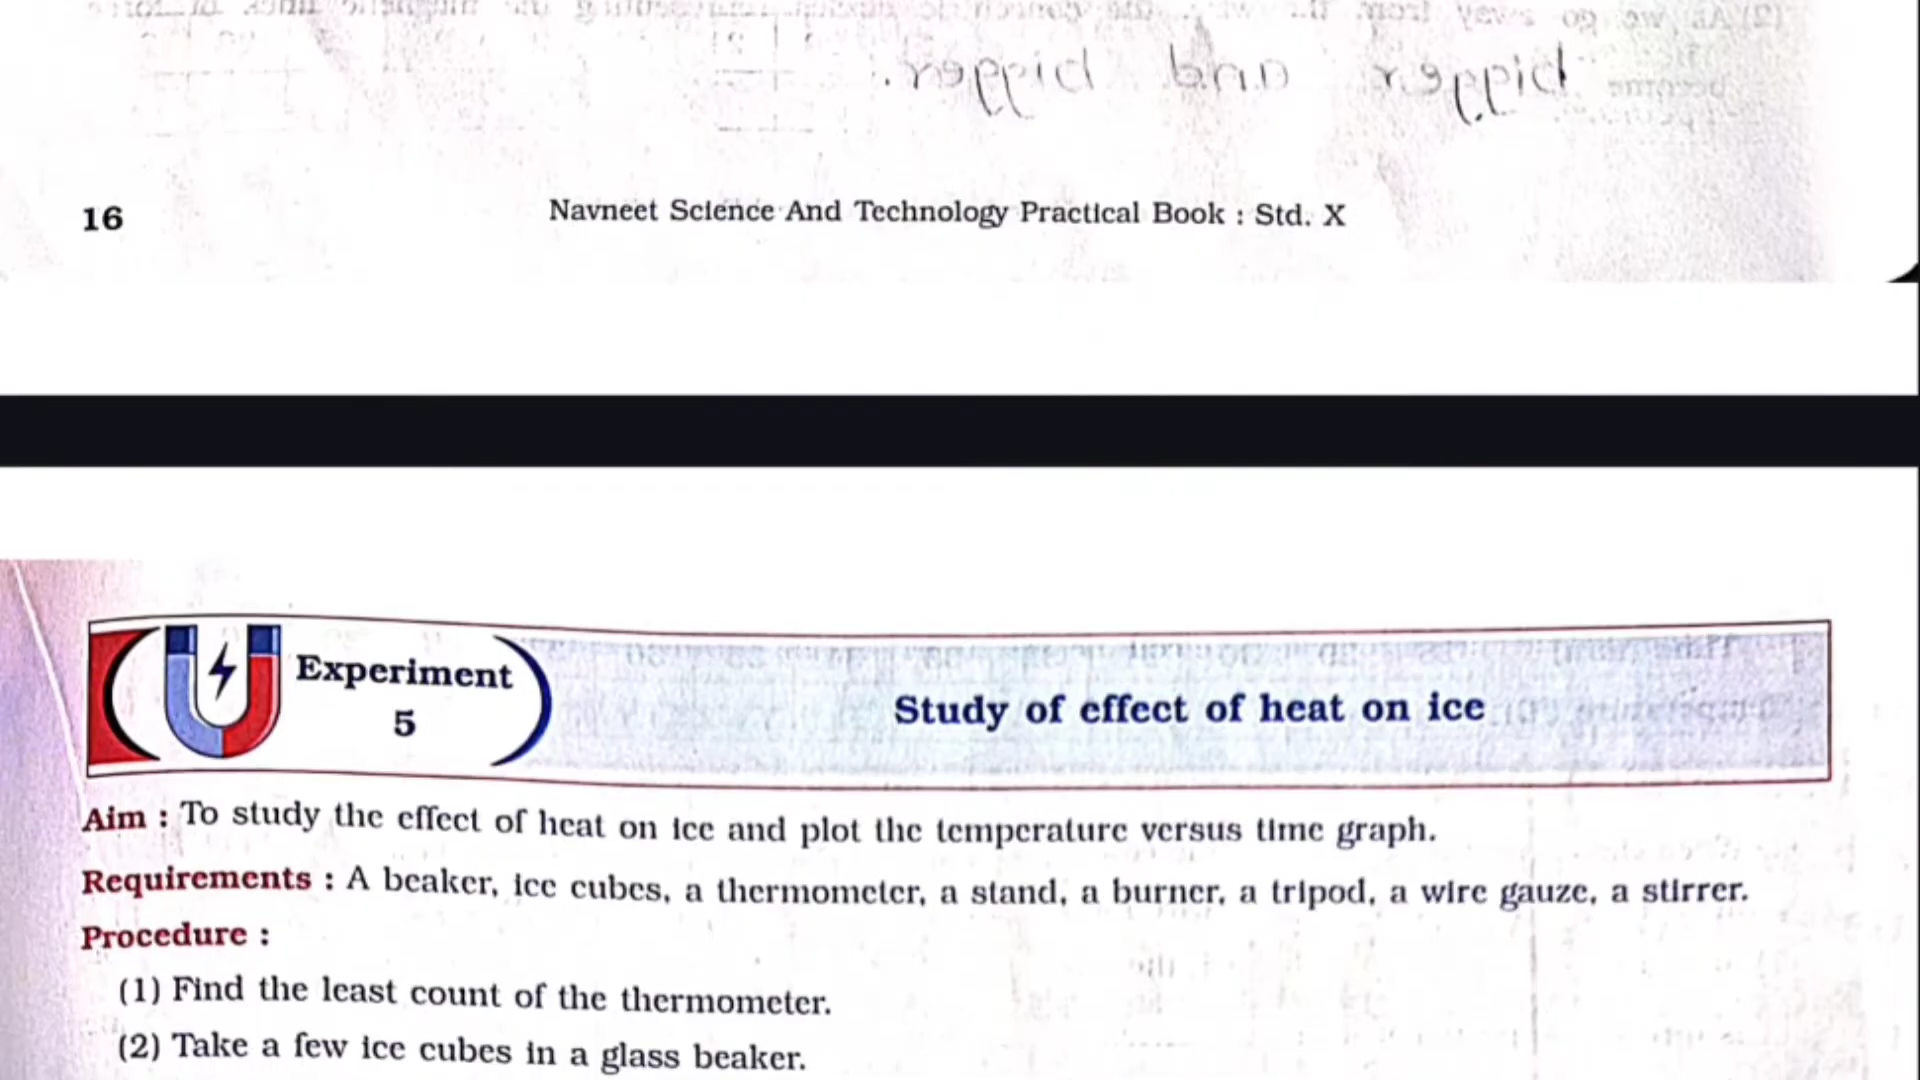 16
Navneet Science And Technology Practical Book : Std. X
Experiment
5
Study of effect of heat on ice
Aim : To study the effect of heat on ice and plot the temperature versus time graph.
Requirements : A beaker, ice cubes, a thermometer, a stand, a burner, a tripod, a wire gauze, a stirrer.
Procedure :
(1) Find the least count of the thermometer.
(2) Take a few ice cubes in a glass beaker.